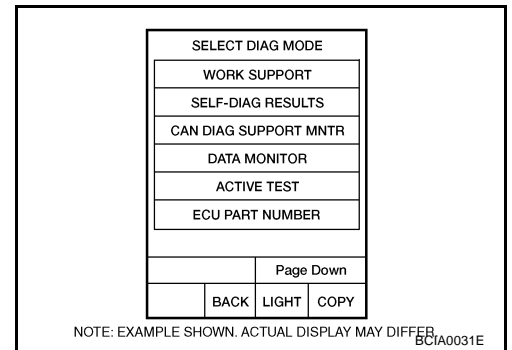 SELECT DIAG MODE
WORK SUPPORT
SELF-DIAG RESULTS
CAN DIAG SUPPORT MNTR
DATA MONITOR
ACTIVE TEST
ECU PART NUMBER
Page Down
BACK LIGHT COPY
NOTE: EXAMPLE SHOWN. ACTUAL DISPLAY MAY DIFFER.
BCIA0031E